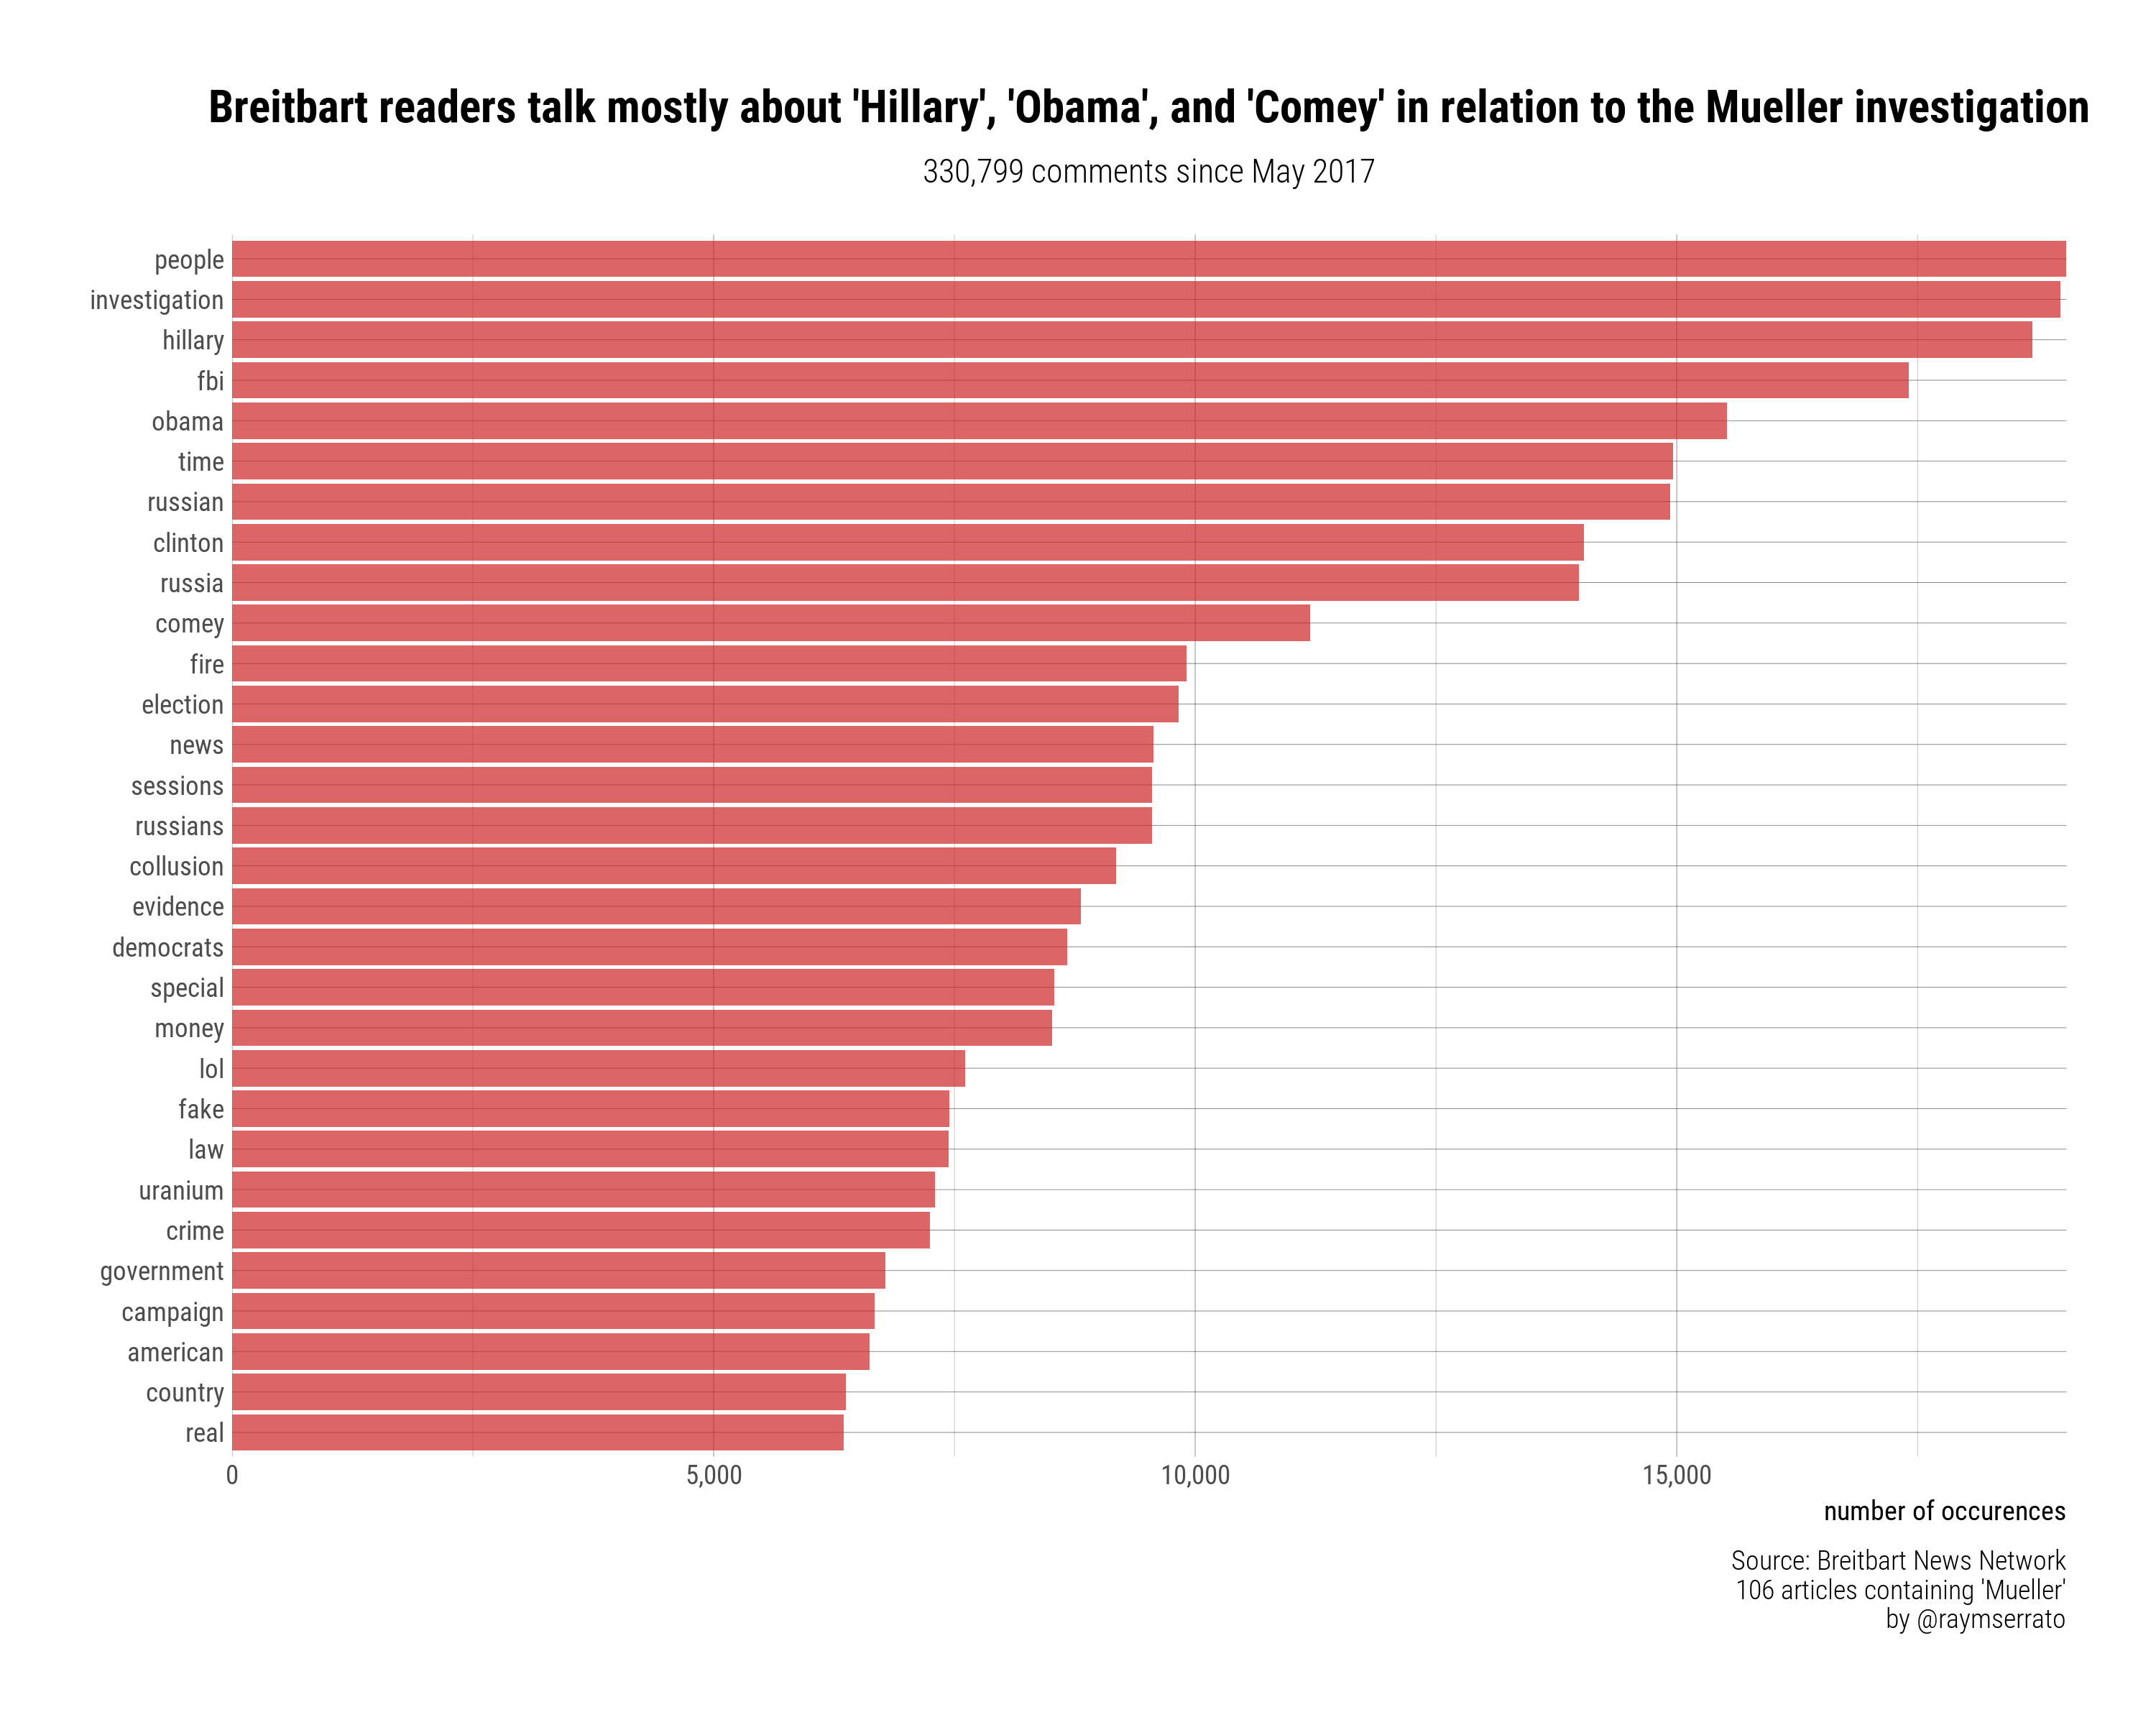 Breitbart readers talk mostly about 'Hillary', 'Obama', and 'Comey' in relation to the Mueller investigation
330,799 comments since May 2017
people
investigation
hillary
fbi
obama
time
russian
clinton
russia
comey
fire
election
news
sessions
russians
collusion
evidence
democrats
special
money
lol
fake
law
uranium
crime
government
campaign
american
country
real
0 5,000 10,000 15,000
number of occurences
Source: Breitbart News Network
106 articles containing 'Mueller'
by @raymserrato